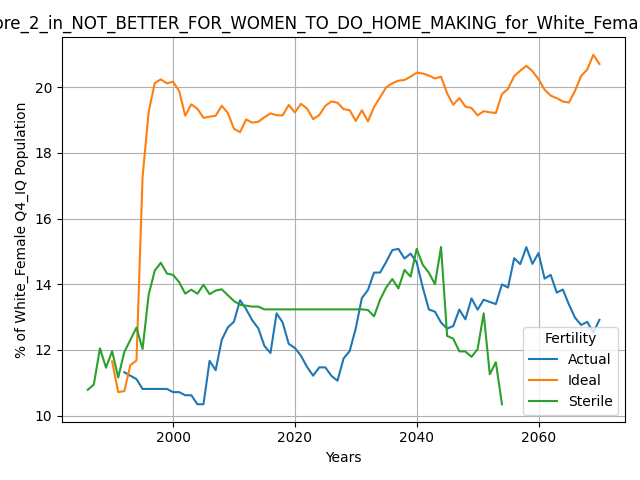 ore_2_in_NOT_BETTER_FOR_WOMEN_TO_DO_HOME_MAKING_for_White_Fema
% of White_Female Q4_IQ Population
20
18
16
14
12
10
2000 2020 2040 2060
Years
Fertility
Actual
Ideal
Sterile